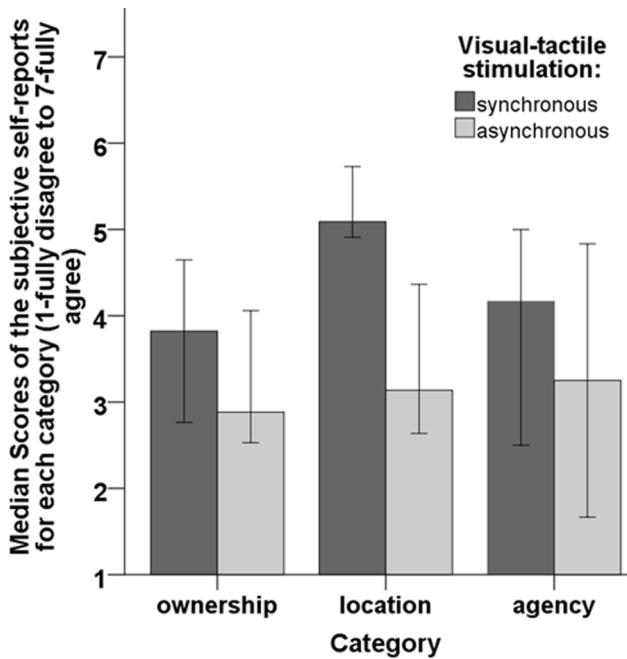 Median Scores of the subjective self-reports
for each category (1-fully disagree to 7-fully
agree)
7
6
5
4
3
2
1
Visual-tactile
stimulation:
synchronous
asynchronous
ownership
location
agency
Category